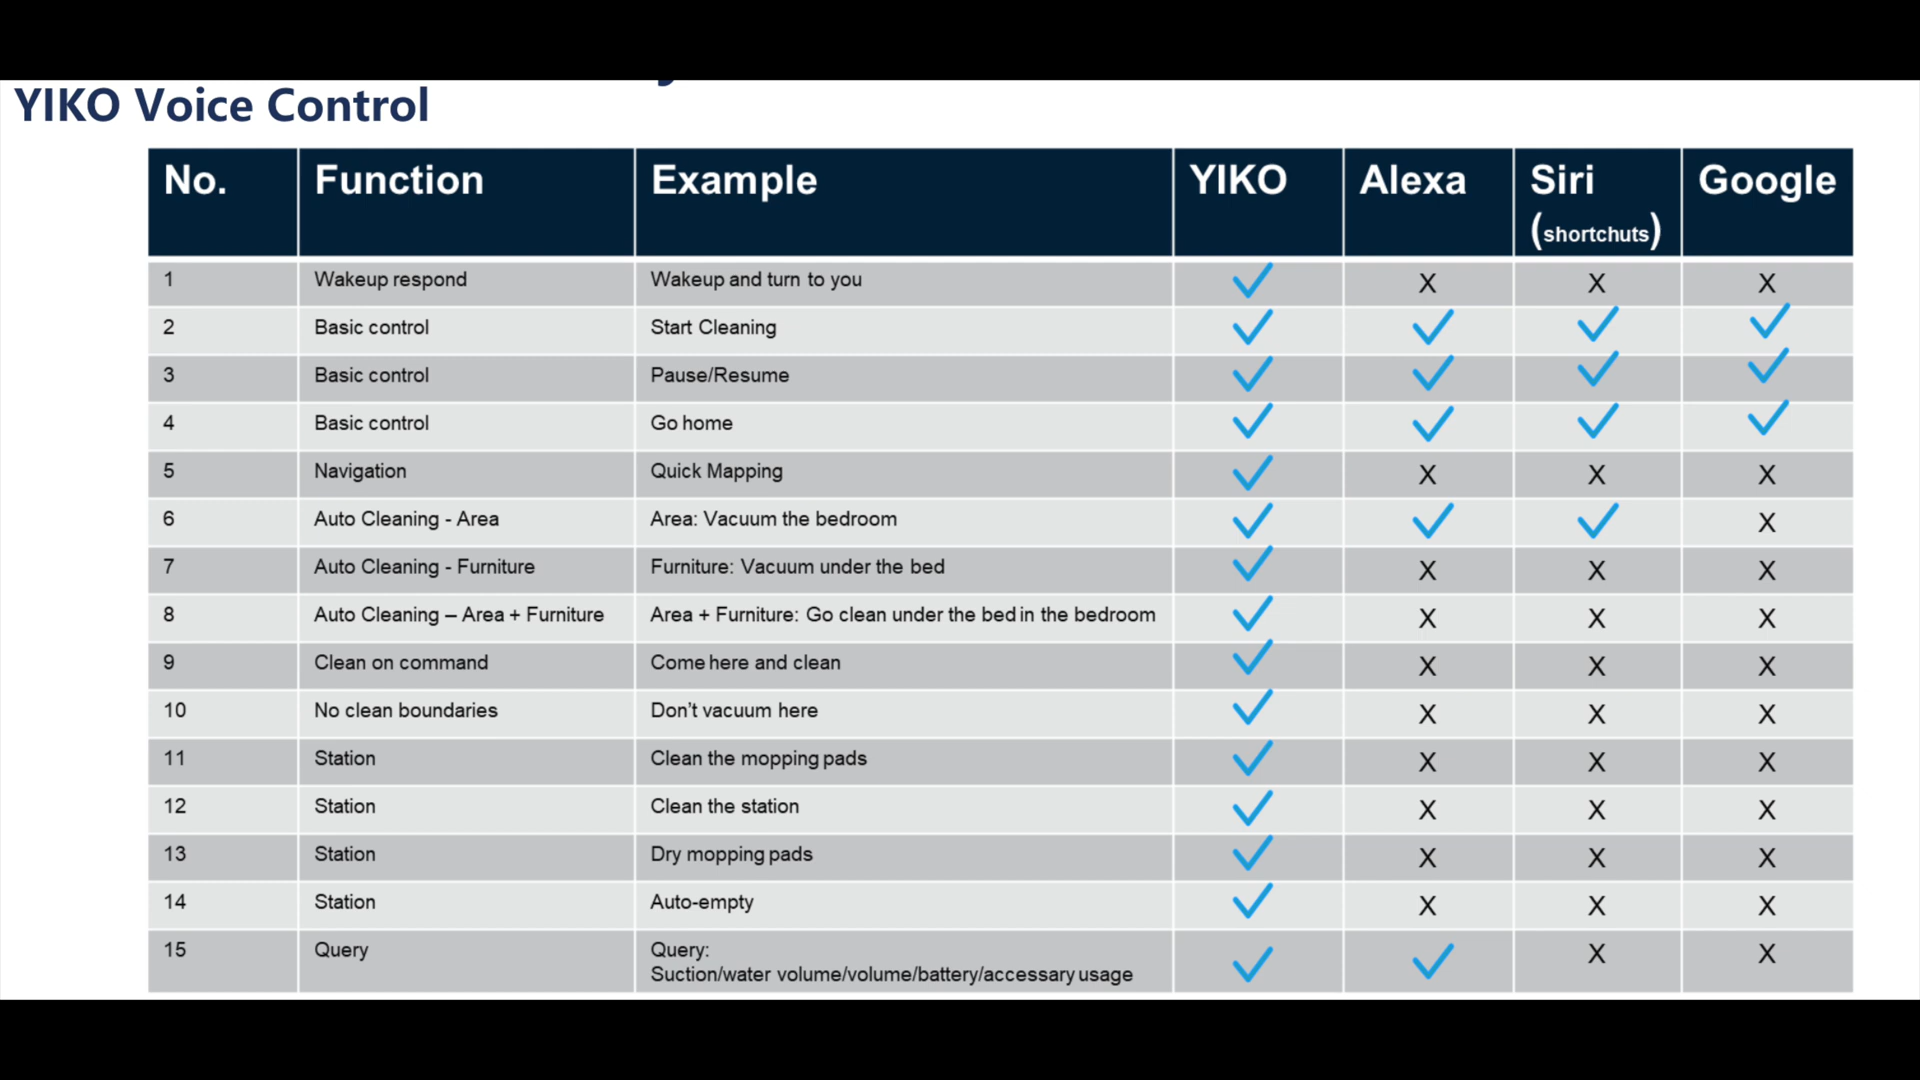 YIKO Voice Control
No. Function Example YIKO Alexa Siri Google
(shortchuts)
1 Wakeup respond Wakeup and turn to you ✓ X X X
2 Basic control Start Cleaning ✓ ✓ ✓ ✓
3 Basic control Pause/Resume ✓ ✓ ✓ ✓
4 Basic control Go home ✓ ✓ ✓ ✓
5 Navigation Quick Mapping ✓ X X X
6 Auto Cleaning - Area Area: Vacuum the bedroom ✓ ✓ ✓ X
7 Auto Cleaning - Furniture Furniture: Vacuum under the bed ✓ X X X
8 Auto Cleaning – Area + Furniture Area + Furniture: Go clean under the bed in the bedroom ✓ X X X
9 Clean on command Come here and clean ✓ X X X
10 No clean boundaries Don’t vacuum here ✓ X X X
11 Station Clean the mopping pads ✓ X X X
12 Station Clean the station ✓ X X X
13 Station Dry mopping pads ✓ X X X
14 Station Auto-empty ✓ X X X
15 Query Query: ✓ ✓ X X
Suction/water volume/volume/battery/accessary usage